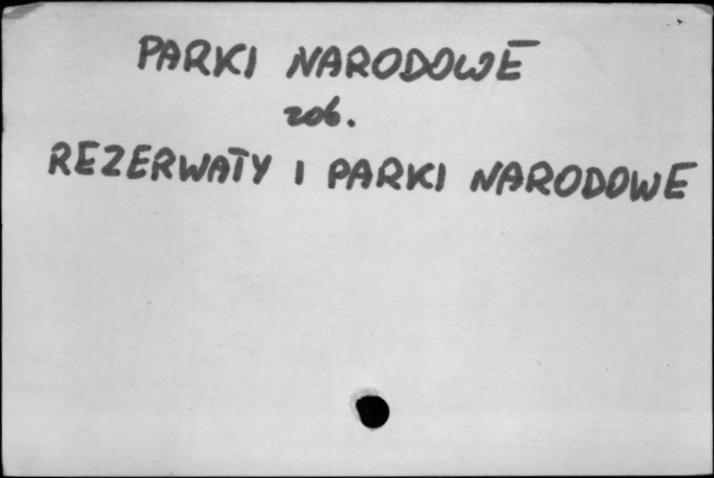 PARKI NARODOWE
zob.
REZERWATY I PARKI NARODOWE